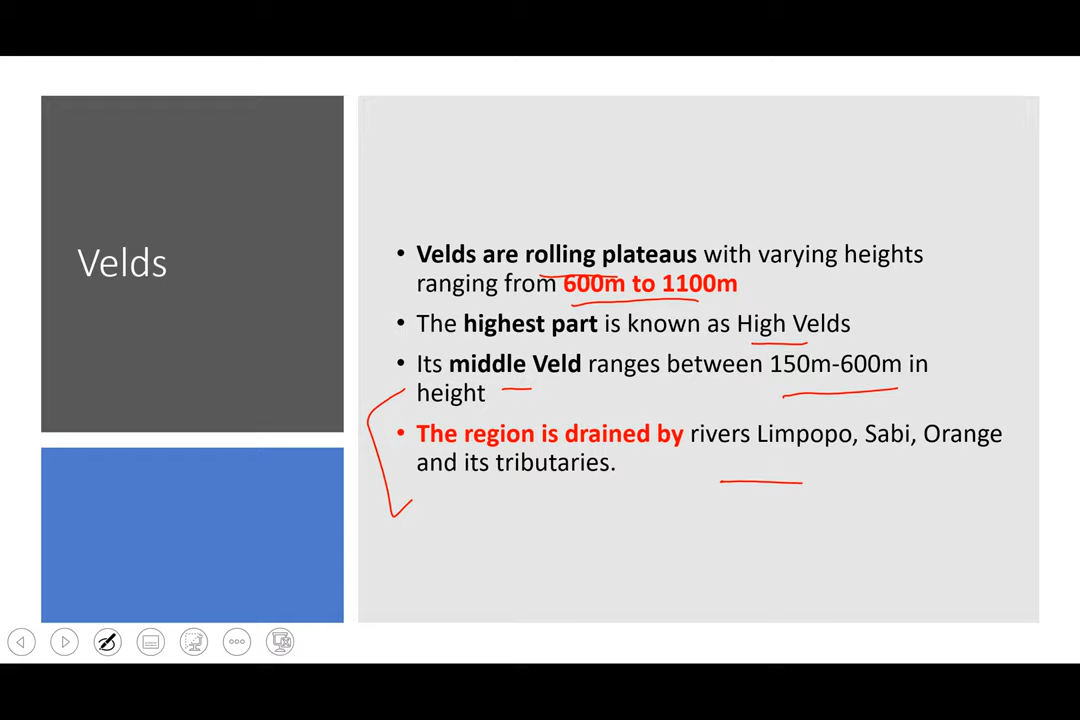 Velds
• Velds are rolling plateaus with varying heights
ranging from 600m to 1100m
• The highest part is known as High Velds
• Its middle Veld ranges between 150m-600m in
height
• The region is drained by rivers Limpopo, Sabi, Orange
and its tributaries.